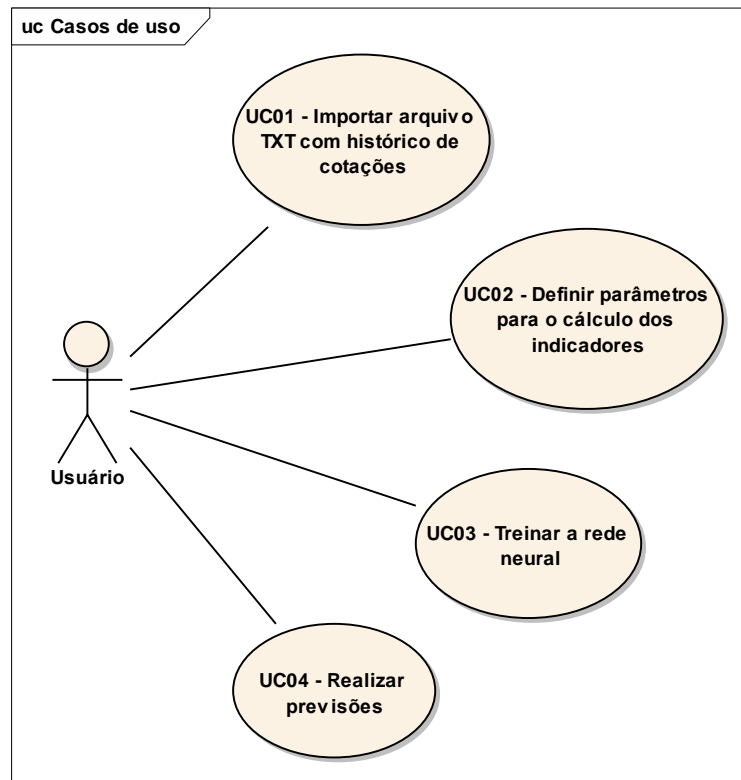 uc Casos de uso
UC01 - Importar arquivo
TXT com histórico de
cotações
UC02 - Definir parâmetros
para o cálculo dos
indicadores
Usuário
UC03 - Treinar a rede
neural
UC04 - Realizar
previsões